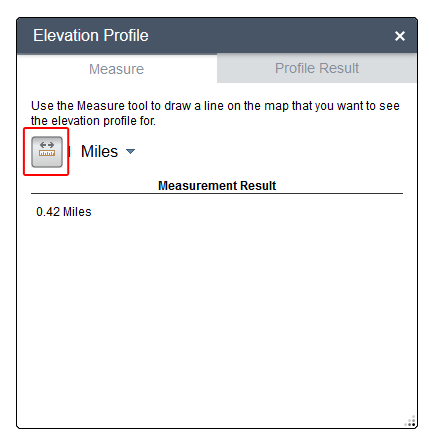 Elevation Profile ×
Measure Profile Result
Use the Measure tool to draw a line on the map that you want to see
the elevation profile for.
Miles
Measurement Result
0.42 Miles